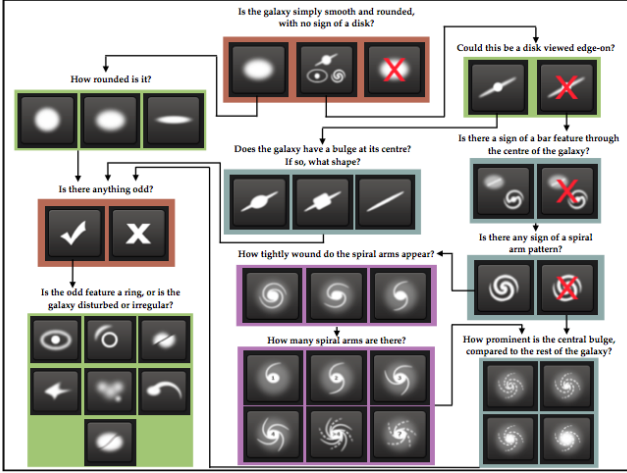 Is the galaxy simply smooth and rounded,
with no sign of a disk?
Could this be a disk viewed edge-on?
How rounded is it?
Does the galaxy have a bulge at its centre?
If so, what shape?
Is there a sign of a bar feature through
the centre of the galaxy?
Is there anything odd?
Is there any sign of a spiral
arm pattern?
How tightly wound do the spiral arms appear?
Is the odd feature a ring, or is the
galaxy disturbed or irregular?
How many spiral arms are there?
How prominent is the central bulge,
compared to the rest of the galaxy?